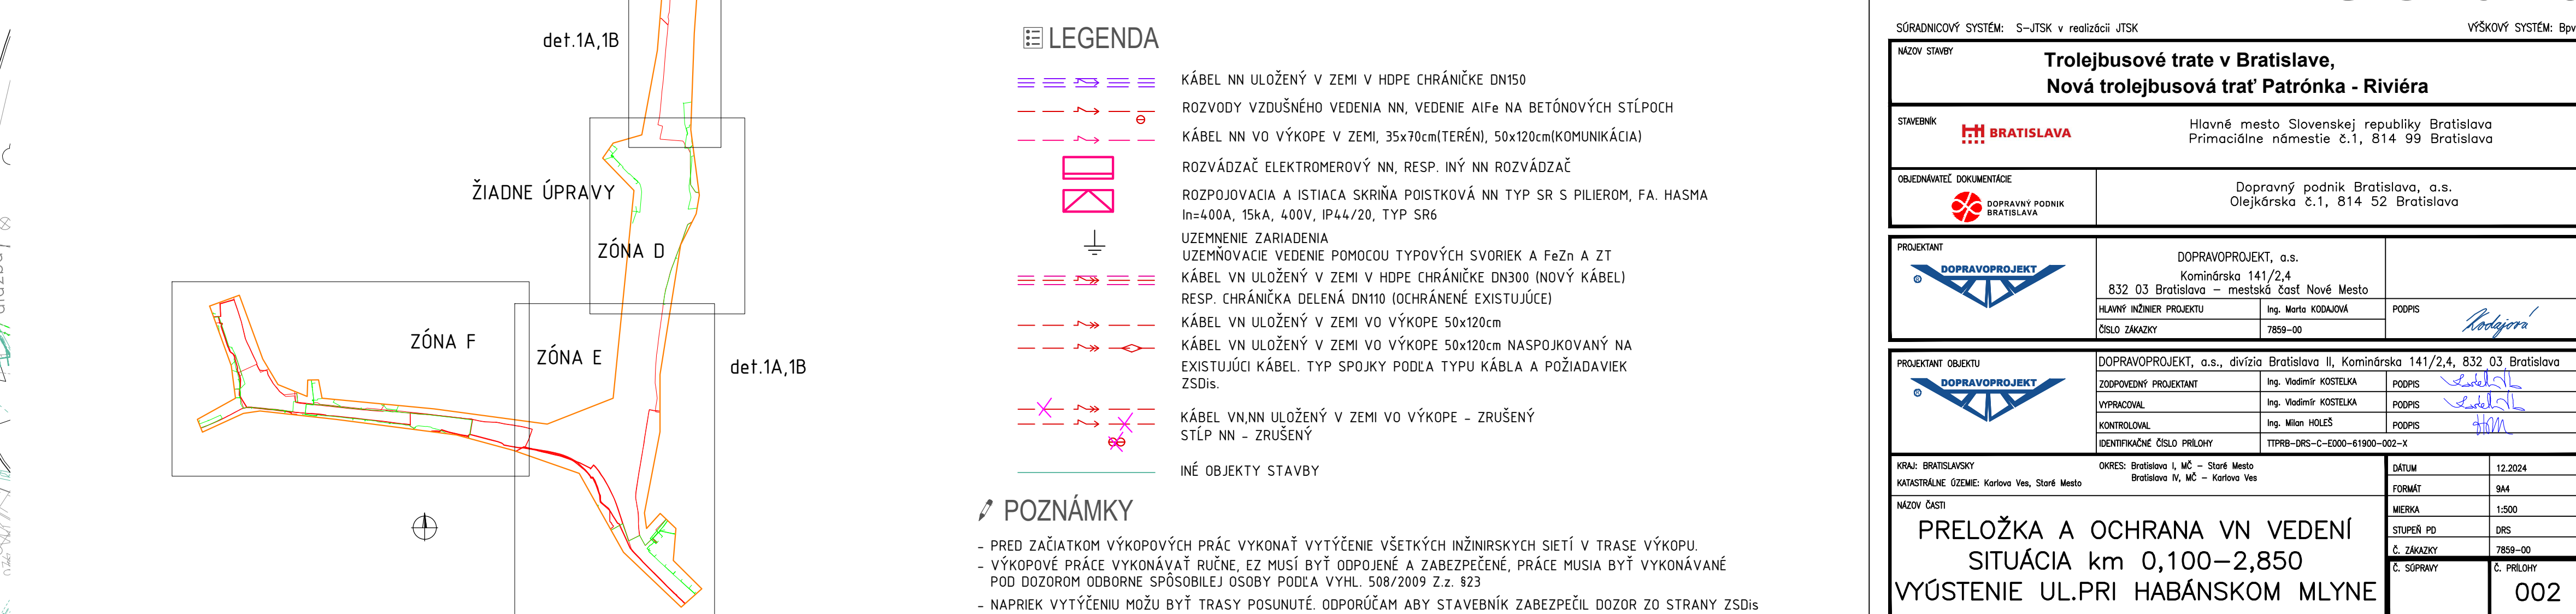 det.1A,1B
ŽIADNE ÚPRAVY
ZÓNA D
ZÓNA F
ZÓNA E
det.1A,1B
LEGENDA
KÁBEL NN ULOŽENÝ V ZEMI V HDPE CHRÁNIČKE DN150
ROZVODY VZDUŠNÉHO VEDENIA NN, VEDENIE AlFe NA BETÓNOVÝCH STĹPOCH
KÁBEL NN VO VÝKOPE V ZEMI, 35x70cm(TERÉN), 50x120cm(KOMUNIKÁCIA)
ROZVÁDZAČ ELEKTROMEROVÝ NN, RESP. INÝ NN ROZVÁDZAČ
ROZPOJOVACIA A ISTIACA SKRIŇA POISTKOVÁ NN TYP SR S PILIEROM, FA. HASMA
In=400A, 15kA, 400V, IP44/20, TYP SR6
UZEMNENIE ZARIADENIA
UZEMŇOVACIE VEDENIE POMOCOU TYPOVÝCH SVORIEK A FeZn A ZT
KÁBEL VN ULOŽENÝ V ZEMI V HDPE CHRÁNIČKE DN300 (NOVÝ KÁBEL)
RESP. CHRÁNIČKA DELENÁ DN110 (OCHRÁNENÉ EXISTUJÚCE)
KÁBEL VN ULOŽENÝ V ZEMI VO VÝKOPE 50x120cm
KÁBEL VN ULOŽENÝ V ZEMI VO VÝKOPE 50x120cm NASPOJKOVANÝ NA
EXISTUJÚCI KÁBEL. TYP SPOJKY PODĽA TYPU KÁBLA A POŽIADAVIEK
ZSDis.
KÁBEL VN,NN ULOŽENÝ V ZEMI VO VÝKOPE - ZRUŠENÝ
STĹP NN - ZRUŠENÝ
INÉ OBJEKTY STAVBY
POZNÁMKY
- PRED ZAČIATKOM VÝKOPOVÝCH PRÁC VYKONAŤ VYTÝČENIE VŠETKÝCH INŽINIRSKYCH SIETÍ V TRASE VÝKOPU.
- VÝKOPOVÉ PRÁCE VYKONÁVAŤ RUČNE, EZ MUSÍ BYŤ ODPOJENÉ A ZABEZPEČENÉ, PRÁCE MUSIA BYŤ VYKONÁVANÉ
POD DOZOROM ODBORNE SPÔSOBILEJ OSOBY PODĽA VYHL. 508/2009 Z.z. §23
- NAPRIEK VYTÝČENIU MOŽU BYŤ TRASY POSUNUTÉ. ODPORÚČAM ABY STAVEBNÍK ZABEZPEČIL DOZOR ZO STRANY ZSDis
SÚRADNICOVÝ SYSTÉM: S-JTSK v realizácii JTSK
VÝŠKOVÝ SYSTÉM: Bpv
NÁZOV STAVBY
Trolejbusové trate v Bratislave,
Nová trolejbusová trať Patrónka - Riviéra
STAVEBNÍK
BRATISLAVA
Hlavné mesto Slovenskej republiky Bratislava
Primaciálne námestie č.1, 814 99 Bratislava
OBJEDNÁVATEĽ DOKUMENTÁCIE
DOPRAVNÝ PODNIK
BRATISLAVA
Dopravný podnik Bratislava, a.s.
Olejkárska č.1, 814 52 Bratislava
PROJEKTANT
DOPRAVOPROJEKT
®
DOPRAVOPROJEKT, a.s.
Kominárska 141/2,4
832 03 Bratislava - mestská časť Nové Mesto
HLAVNÝ INŽINIER PROJEKTU Ing. Marta KODAJOVÁ PODPIS Kodajová
ČÍSLO ZÁKAZKY 7859-00
PROJEKTANT OBJEKTU
DOPRAVOPROJEKT
®
DOPRAVOPROJEKT, a.s., divízia Bratislava II, Kominárska 141/2,4, 832 03 Bratislava
ZODPOVEDNÝ PROJEKTANT Ing. Vladimír KOSTELKA PODPIS
VYPRACOVAL Ing. Vladimír KOSTELKA PODPIS
KONTROLOVAL Ing. Milan HOLEŠ PODPIS
IDENTIFIKAČNÉ ČÍSLO PRÍLOHY TTPRB-DRS-C-E000-61900-002-X
KRAJ: BRATISLAVSKY
OKRES: Bratislava I, MČ - Staré Mesto
Bratislava IV, MČ - Karlova Ves
KATASTRÁLNE ÚZEMIE: Karlova Ves, Staré Mesto
DÁTUM 12.2024
FORMÁT 9A4
MIERKA 1:500
STUPEŇ PD DRS
Č. ZÁKAZKY 7859-00
NÁZOV ČASTI
PRELOŽKA A OCHRANA VN VEDENÍ
SITUÁCIA km 0,100-2,850
VYÚSTENIE UL.PRI HABÁNSKOM MLYNE
Č. SÚPRAVY
Č. PRÍLOHY
002